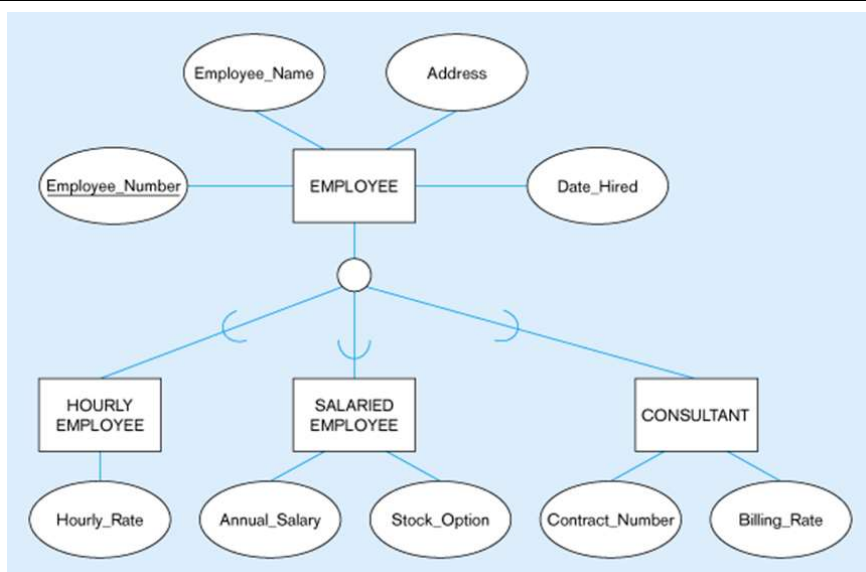 Employee_Name
Address
Employee_Number
EMPLOYEE
Date_Hired
HOURLY
EMPLOYEE
SALARIED
EMPLOYEE
CONSULTANT
Hourly_Rate
Annual_Salary
Stock_Option
Contract_Number
Billing_Rate